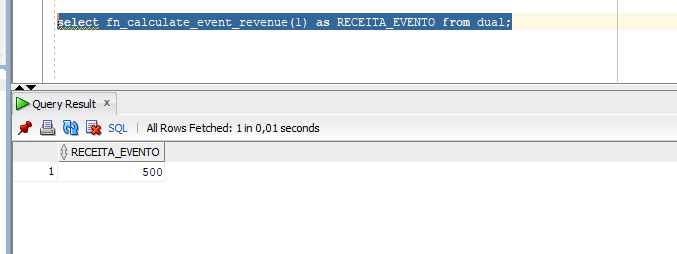 select fn_calculate_event_revenue(1) as RECEITA_EVENTO from dual;
Query Result x
SQL | All Rows Fetched: 1 in 0,01 seconds
RECEITA_EVENTO
1 500